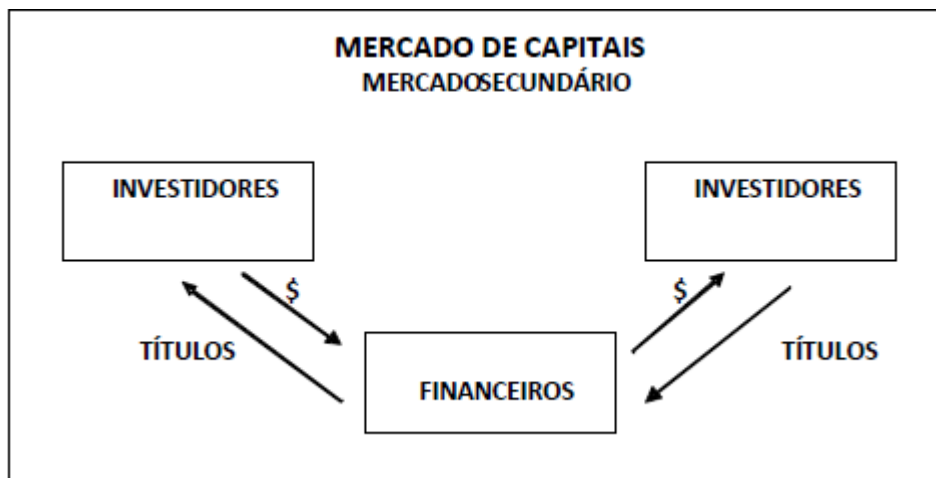 MERCADO DE CAPITAIS
MERCADOSECUNDÁRIO
INVESTIDORES
INVESTIDORES
$
$
TÍTULOS
TÍTULOS
FINANCEIROS